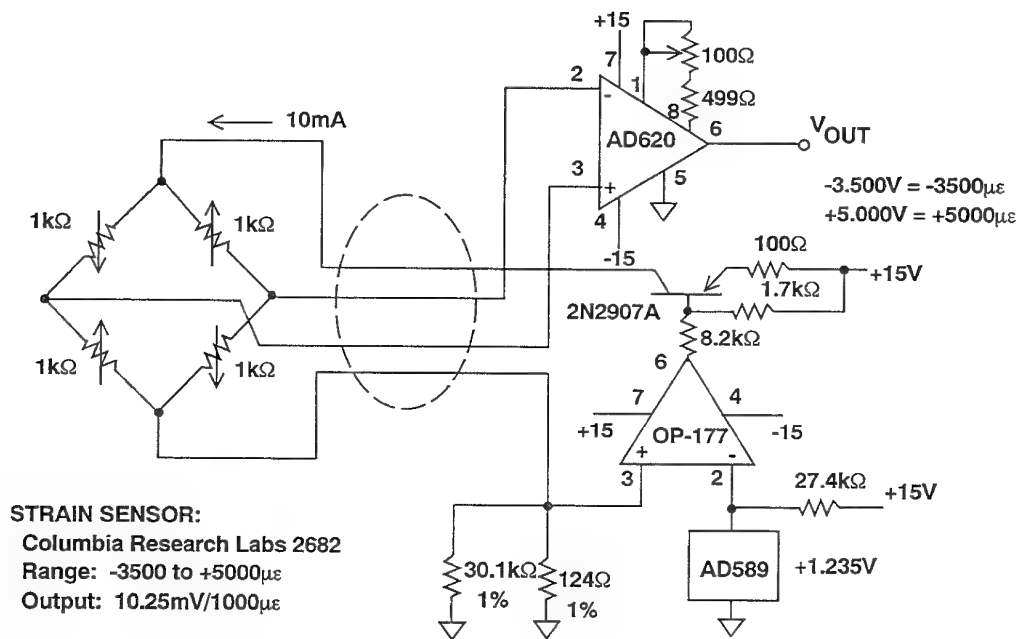 +15
7
1
100Ω
499Ω
8
2
-
AD620
6
VOUT
3
+
5
4
-15
10mA
-3.500V = -3500µε
+5.000V = +5000µε
1kΩ
1kΩ
1kΩ
1kΩ
100Ω
+15V
1.7kΩ
2N2907A
8.2kΩ
6
7
4
+15
-15
OP-177
+
-
3
2
27.4kΩ
+15V
AD589
+1.235V
30.1kΩ
1%
124Ω
1%
STRAIN SENSOR:
Columbia Research Labs 2682
Range: -3500 to +5000µε
Output: 10.25mV/1000µε